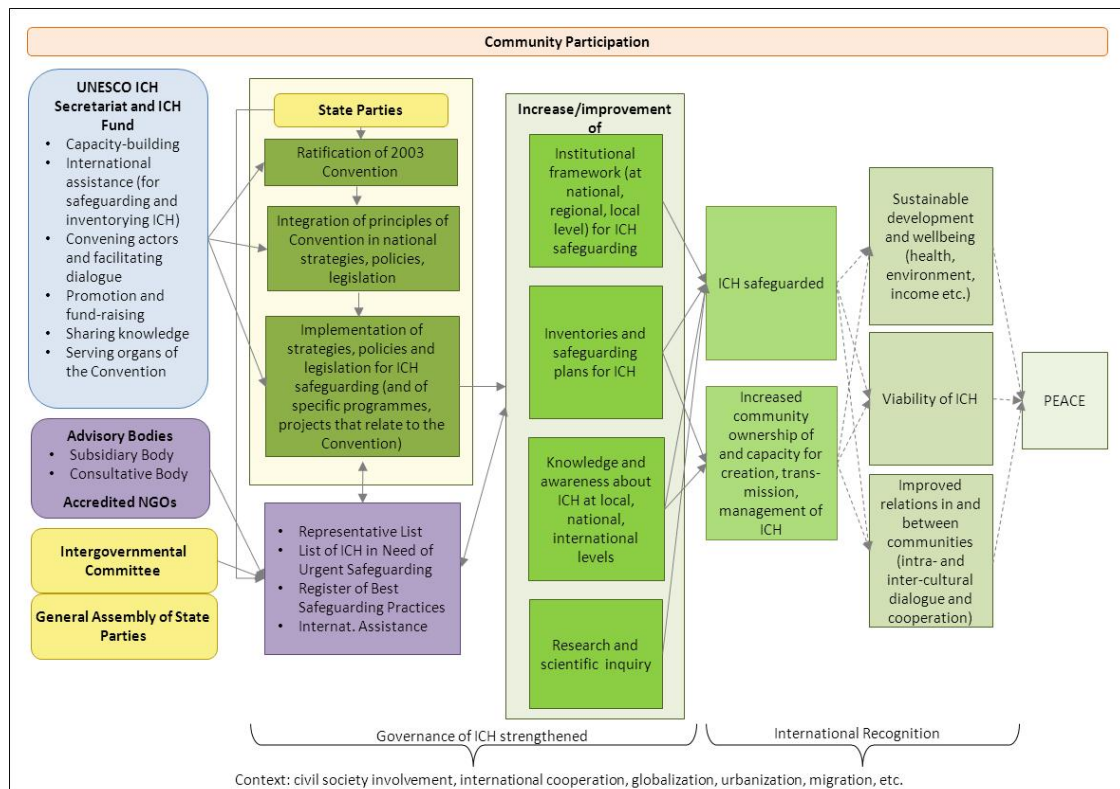 Community Participation
UNESCO ICH
Secretariat and ICH
Fund
• Capacity-building
• International
assistance (for
safeguarding and
inventorying ICH)
• Convening actors
and facilitating
dialogue
• Promotion and
fund-raising
• Sharing knowledge
• Serving organs of
the Convention
Advisory Bodies
• Subsidiary Body
• Consultative Body
Accredited NGOs
Intergovernmental
Committee
General Assembly of State
Parties
State Parties
Ratification of 2003
Convention
Integration of principles of
Convention in national
strategies, policies,
legislation
Implementation of
strategies, policies and
legislation for ICH
safeguarding (and of
specific programmes,
projects that relate to the
Convention)
• Representative List
• List of ICH in Need of
Urgent Safeguarding
• Register of Best
Safeguarding Practices
• Internat. Assistance
Increase/improvement
of
Institutional
framework (at
national,
regional, local
level) for ICH
safeguarding
Inventories and
safeguarding
plans for ICH
Knowledge and
awareness about
ICH at local,
national,
international
levels
Research and
scientific inquiry
ICH safeguarded
Increased
community
ownership of
and capacity for
creation, trans-
mission,
management of
ICH
Sustainable
development
and wellbeing
(health,
environment,
income etc.)
Viability of ICH
Improved
relations in and
between
communities
(intra- and
inter-cultural
dialogue and
cooperation)
PEACE
Governance of ICH strengthened
International Recognition
Context: civil society involvement, international cooperation, globalization, urbanization, migration, etc.